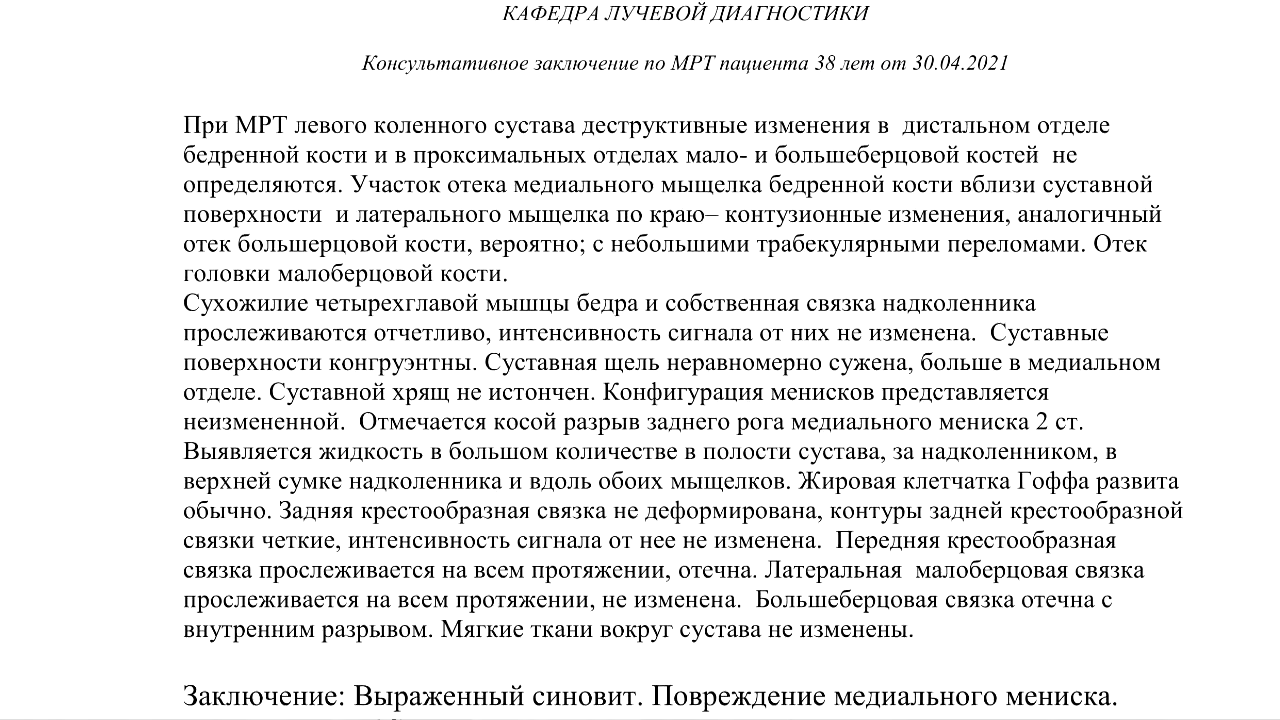 КАФЕДРА ЛУЧЕВОЙ ДИАГНОСТИКИ
Консультативное заключение по МРТ пациента 38 лет от 30.04.2021
При МРТ левого коленного сустава деструктивные изменения в дистальном отделе
бедренной кости и в проксимальных отделах мало- и большеберцовой костей не
определяются. Участок отека медиального мыщелка бедренной кости вблизи суставной
поверхности и латерального мыщелка по краю– контузионные изменения, аналогичный
отек большерцовой кости, вероятно; с небольшими трабекулярными переломами. Отек
головки малоберцовой кости.
Сухожилие четырехглавой мышцы бедра и собственная связка надколенника
прослеживаются отчетливо, интенсивность сигнала от них не изменена. Суставные
поверхности конгруэнтны. Суставная щель неравномерно сужена, больше в медиальном
отделе. Суставной хрящ не истончен. Конфигурация менисков представляется
неизмененной. Отмечается косой разрыв заднего рога медиального мениска 2 ст.
Выявляется жидкость в большом количестве в полости сустава, за надколенником, в
верхней сумке надколенника и вдоль обоих мыщелков. Жировая клетчатка Гоффа развита
обычно. Задняя крестообразная связка не деформирована, контуры задней крестообразной
связки четкие, интенсивность сигнала от нее не изменена. Передняя крестообразная
связка прослеживается на всем протяжении, отечна. Латеральная малоберцовая связка
прослеживается на всем протяжении, не изменена. Большеберцовая связка отечна с
внутренним разрывом. Мягкие ткани вокруг сустава не изменены.
Заключение: Выраженный синовит. Повреждение медиального мениска.